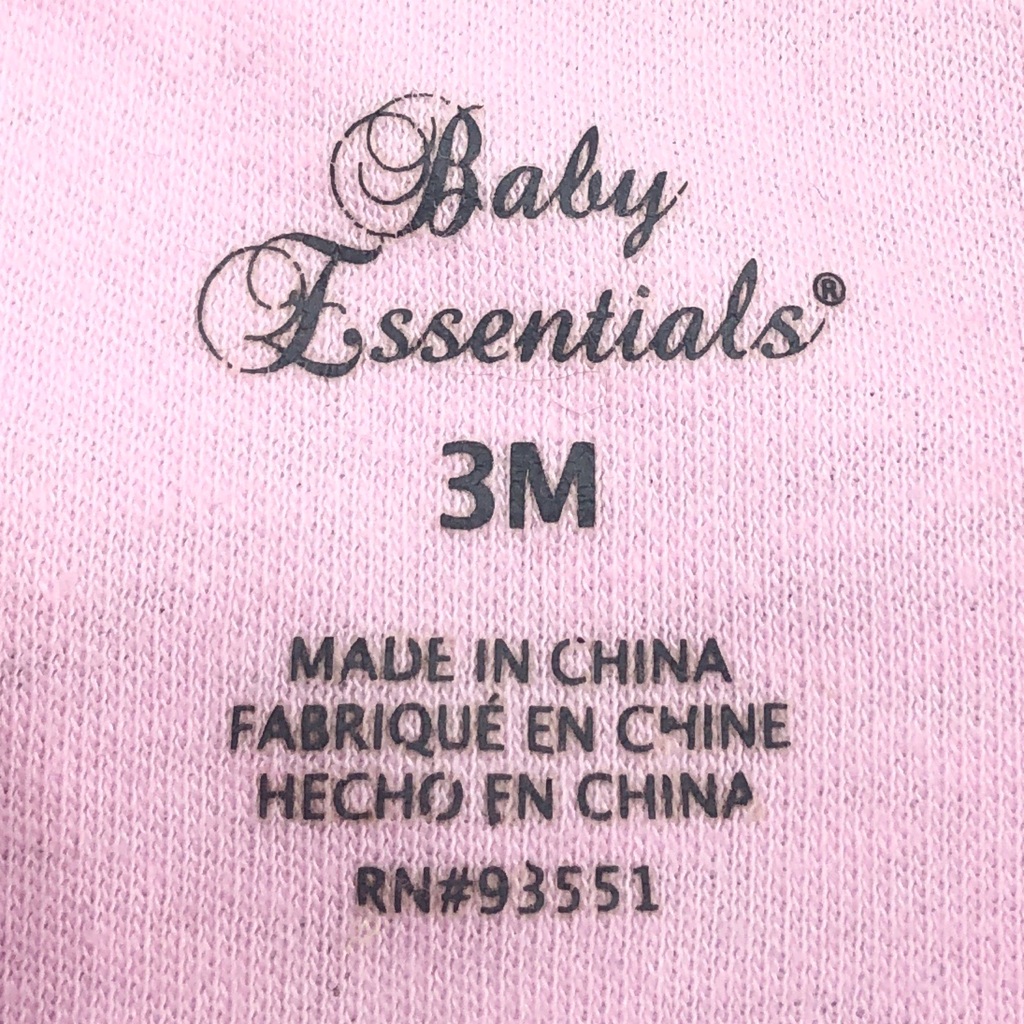 Baby
Essentials®
3M
MADE IN CHINA
FABRIQUÉ EN CHINE
HECHO EN CHINA
RN#93551